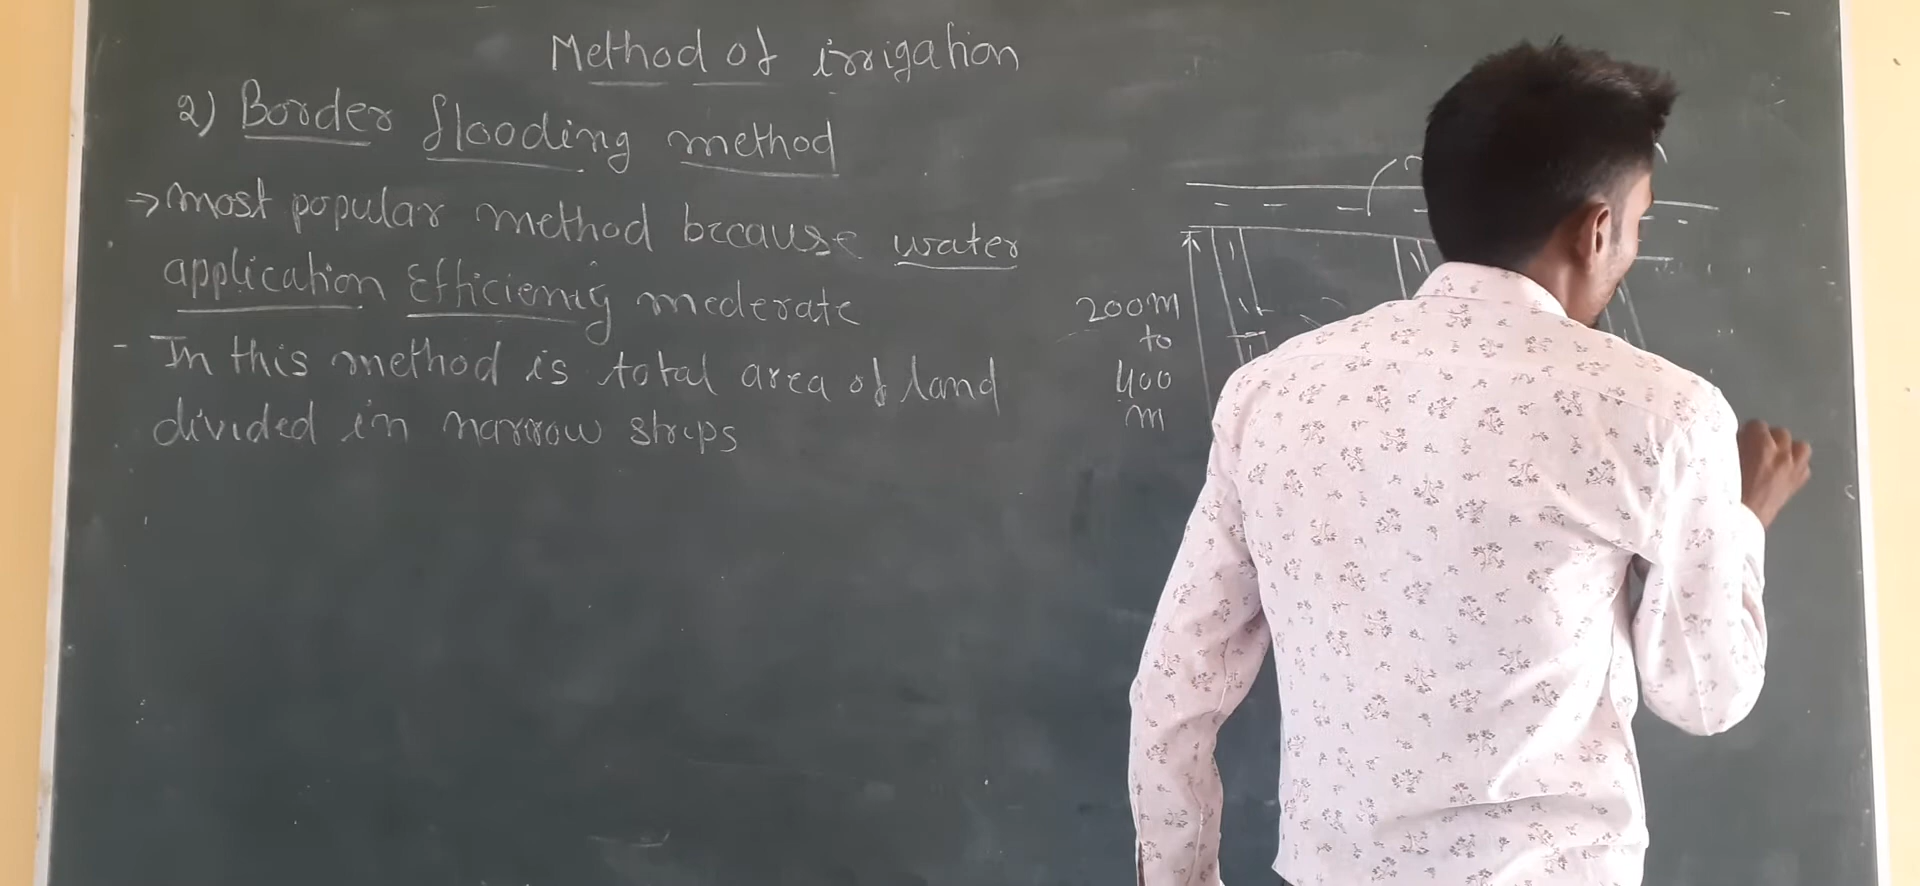 Method of irrigation
2) Border flooding method
→ most popular method because water
application Efficiency mederate
- In this method is total area of land
divided in narrow strips
200m
to
400
m